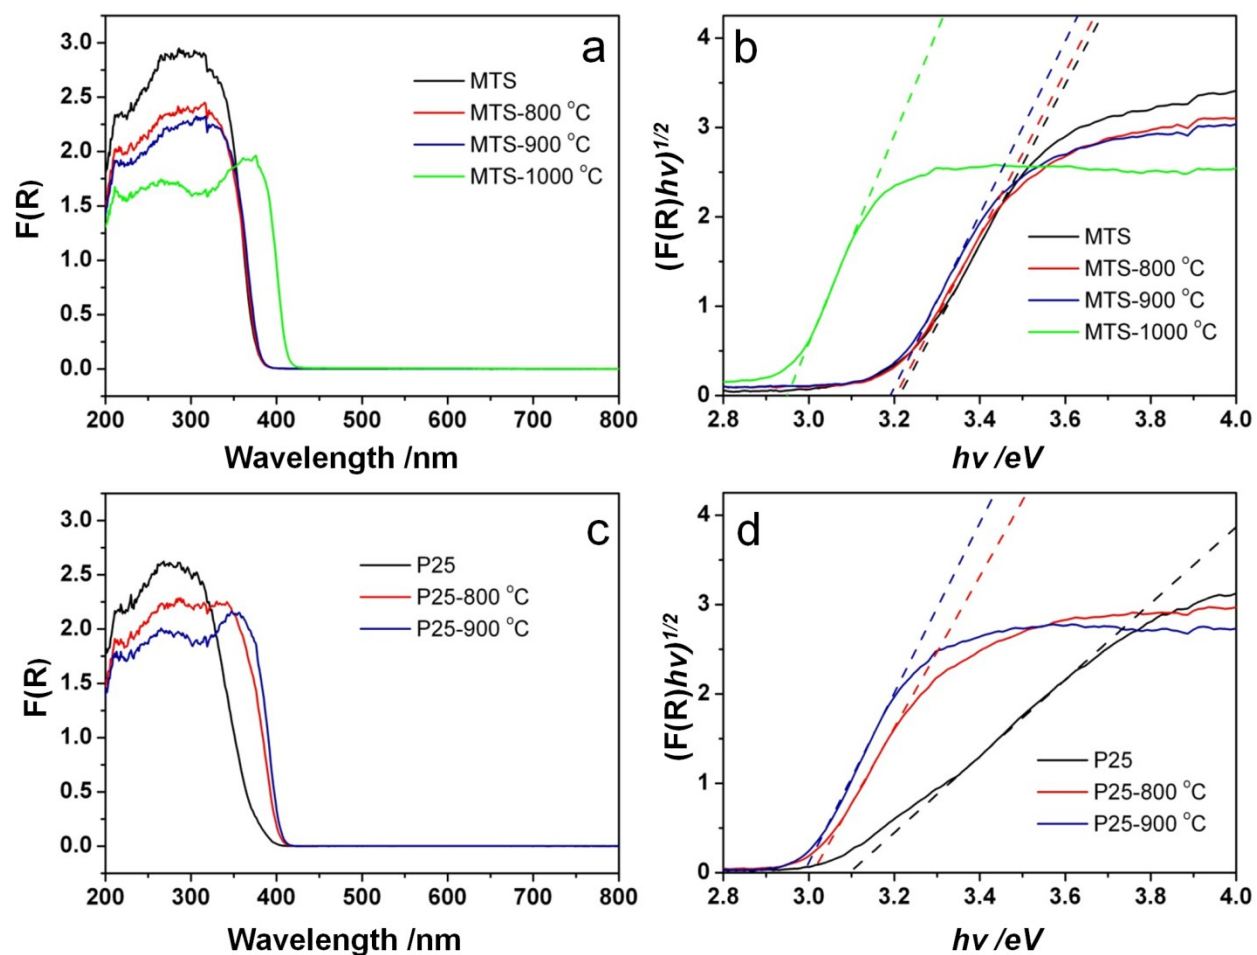 a
3.0
2.5
2.0
1.5
1.0
0.5
0.0
F(R)
MTS
MTS-800 °C
MTS-900 °C
MTS-1000 °C
200 300 400 500 600 700 800
Wavelength /nm
b
4
3
2
1
0
(F(R)hv)1/2
MTS
MTS-800 °C
MTS-900 °C
MTS-1000 °C
2.8 3.0 3.2 3.4 3.6 3.8 4.0
hv /eV
c
3.0
2.5
2.0
1.5
1.0
0.5
0.0
F(R)
P25
P25-800 °C
P25-900 °C
200 300 400 500 600 700 800
Wavelength /nm
d
4
3
2
1
0
(F(R)hv)1/2
P25
P25-800 °C
P25-900 °C
2.8 3.0 3.2 3.4 3.6 3.8 4.0
hv /eV